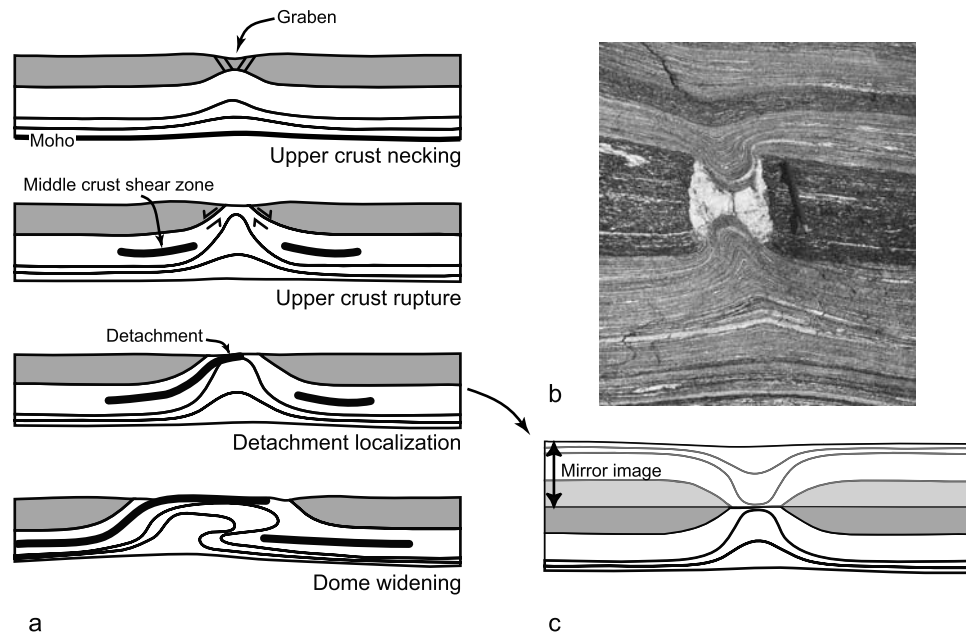 Graben
Moho
Upper crust necking
Middle crust shear zone
Upper crust rupture
Detachment
Detachment localization
Dome widening
a
b
Mirror image
c